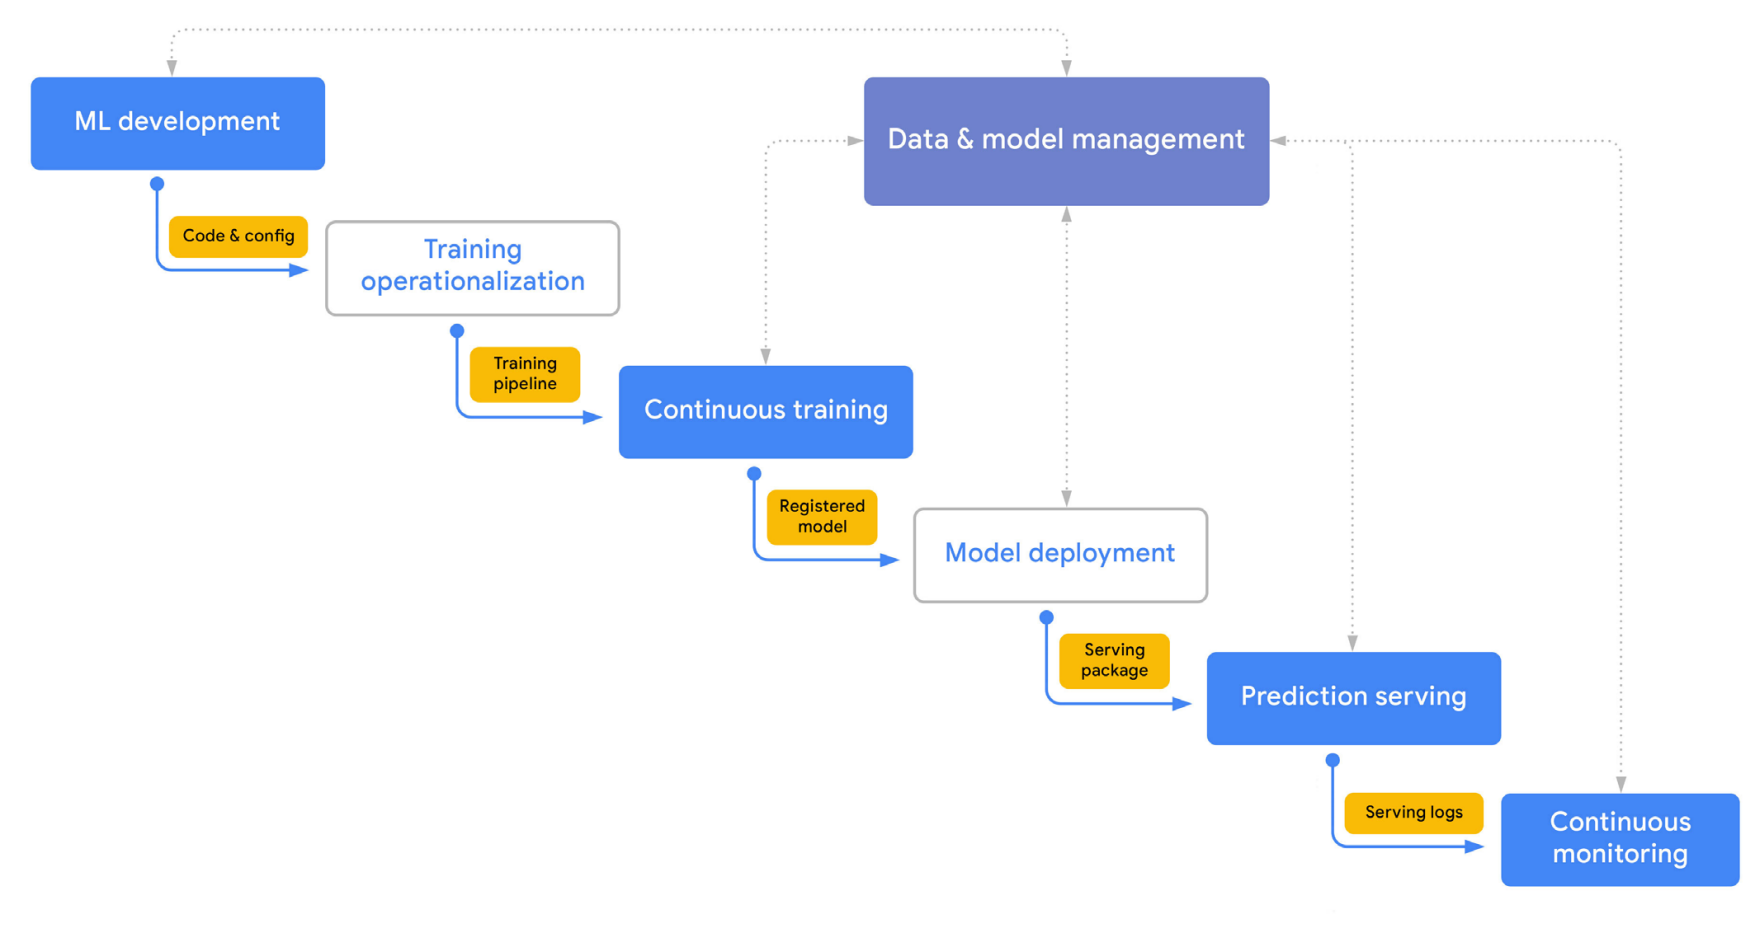 ML development
Data & model management
Code & config
Training
operationalization
Training
pipeline
Continuous training
Registered
model
Model deployment
Serving
package
Prediction serving
Serving logs
Continuous
monitoring